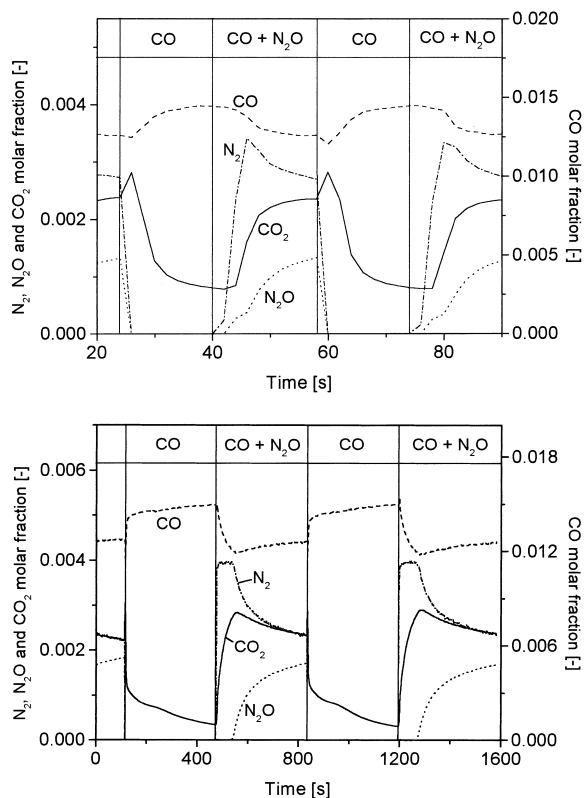 CO
CO + N₂O
CO
CO + N₂O
0.020
0.015
0.010
0.005
0.000
CO molar fraction [-]
0.004
0.002
0.000
N₂, N₂O and CO₂ molar fraction [-]
CO
N₂
CO₂
N₂O
20
40
60
80
Time [s]
CO
CO + N₂O
CO
CO + N₂O
0.006
0.004
0.002
0.000
N₂, N₂O and CO₂ molar fraction [-]
0.018
0.012
0.006
0.000
CO molar fraction [-]
CO
N₂
CO₂
N₂O
0
400
800
1200
1600
Time [s]